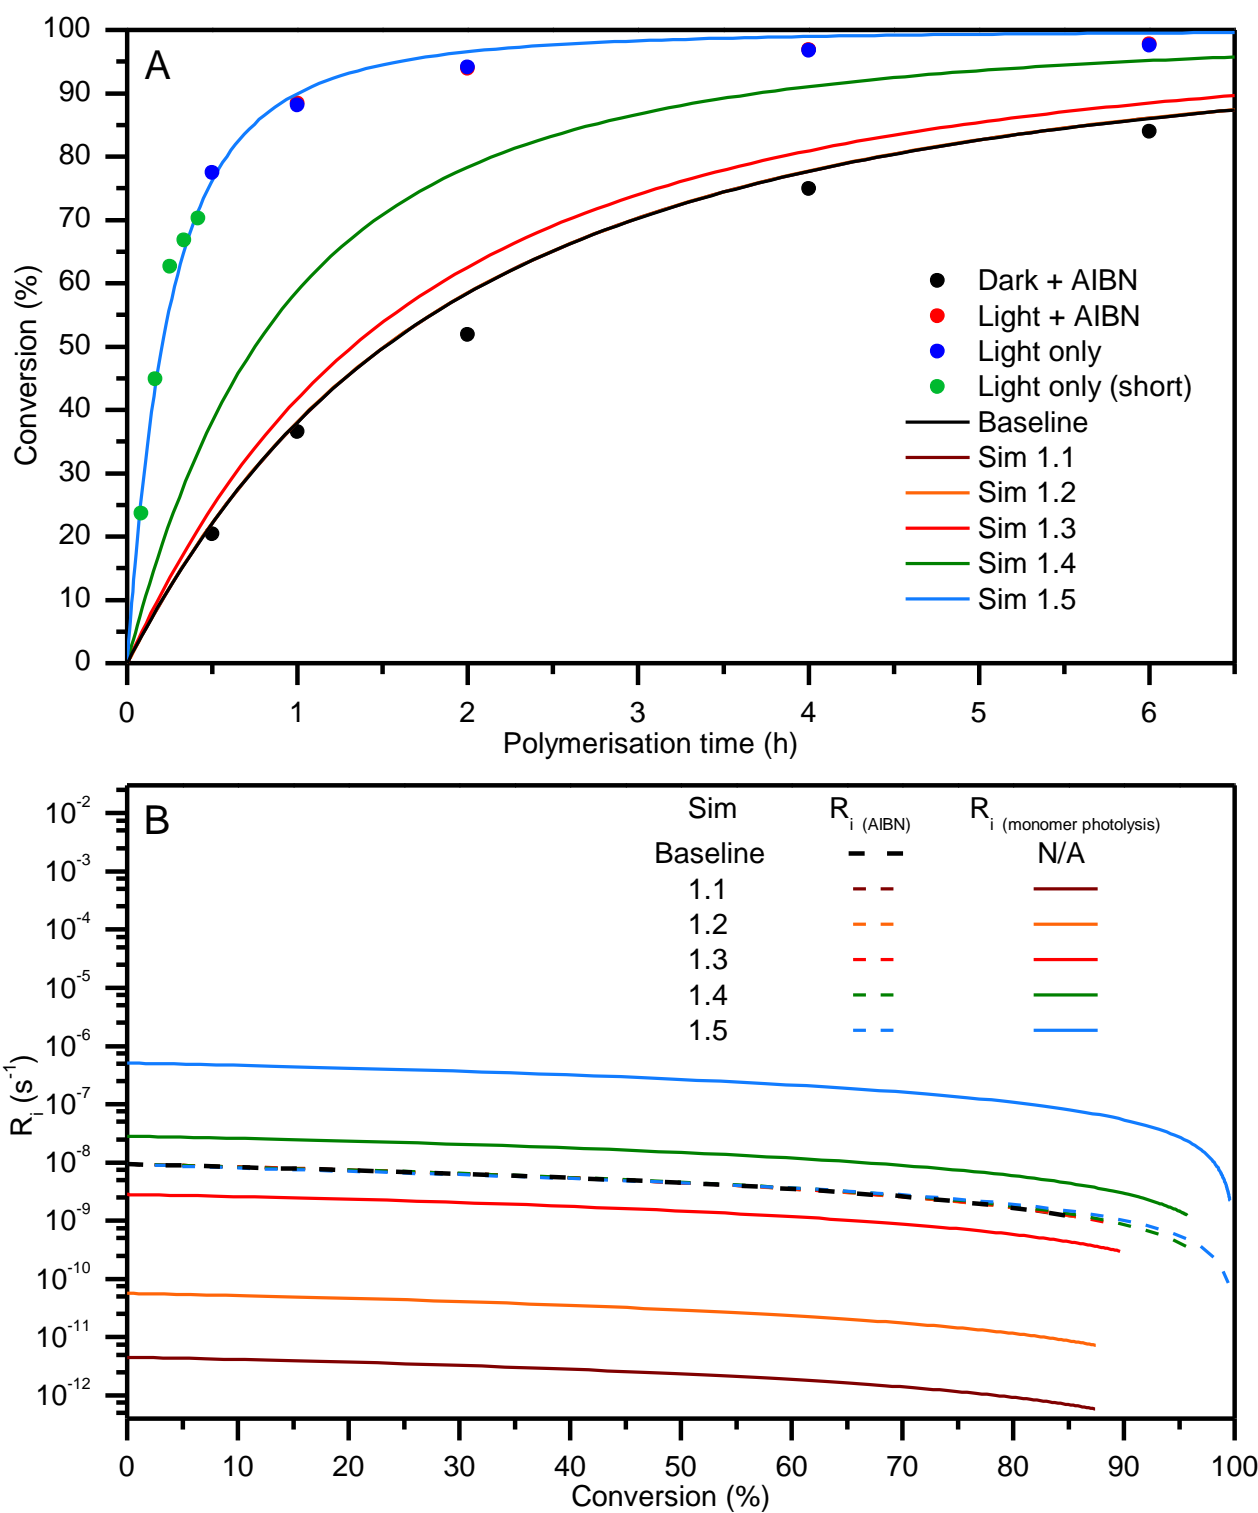 A
100
90
80
70
60
50
40
30
20
10
0
Conversion (%)
Dark + AIBN
Light + AIBN
Light only
Light only (short)
Baseline
Sim 1.1
Sim 1.2
Sim 1.3
Sim 1.4
Sim 1.5
0 1 2 3 4 5 6
Polymerisation time (h)
B
10^-2
10^-3
10^-4
10^-5
10^-6
10^-7
10^-8
10^-9
10^-10
10^-11
10^-12
R_i (s^-1)
Sim R_i (AIBN) R_i (monomer photolysis)
Baseline N/A
1.1
1.2
1.3
1.4
1.5
0 10 20 30 40 50 60 70 80 90 100
Conversion (%)